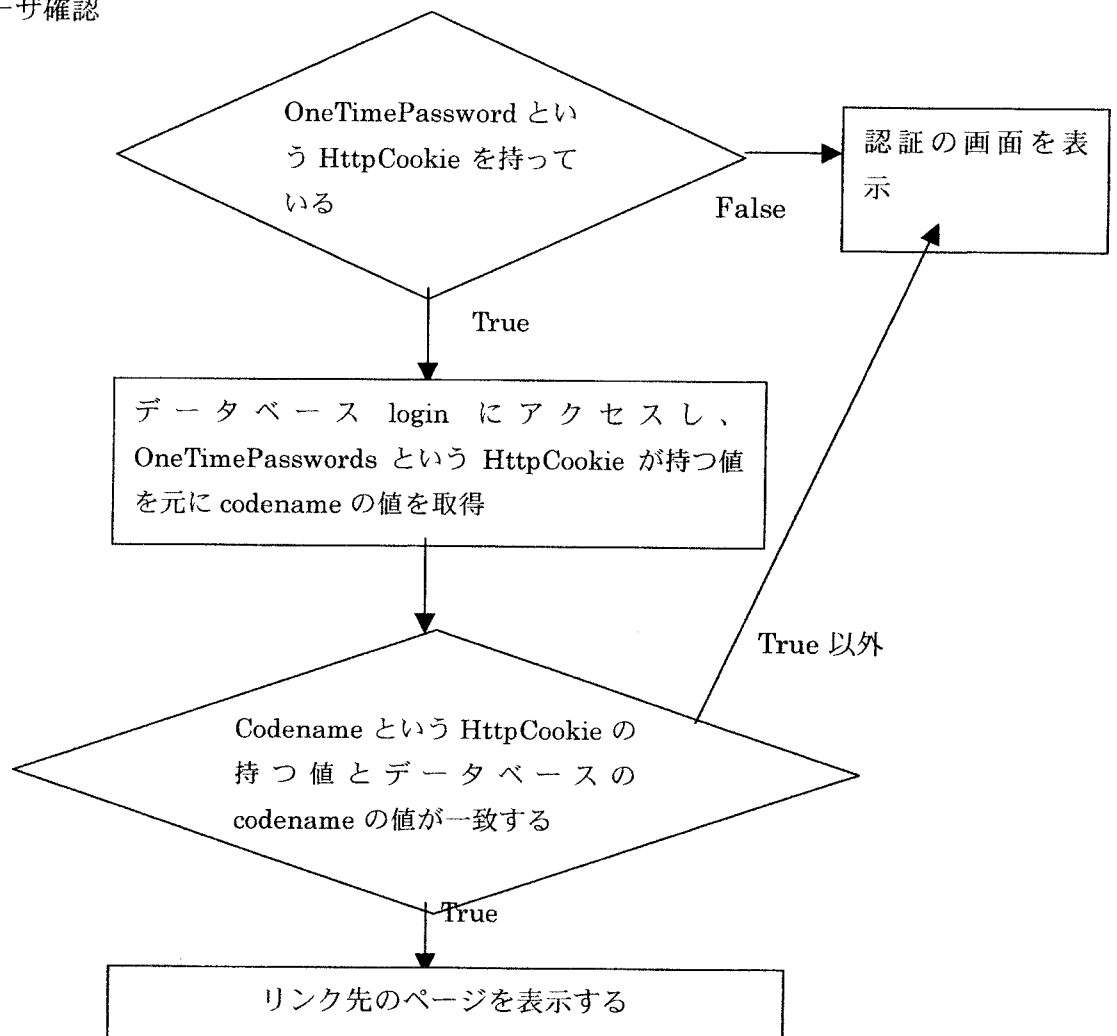 ーザ確認
OneTimePassword とい
う HttpCookie を持って
いる
認証の画面を表
示
False
True
データベース login にアクセスし、
OneTimePasswords という HttpCookie が持つ値
を元に codename の値を取得
True 以外
Codename という HttpCookie の
持つ値とデータベースの
codename の値が一致する
True
リンク先のページを表示する